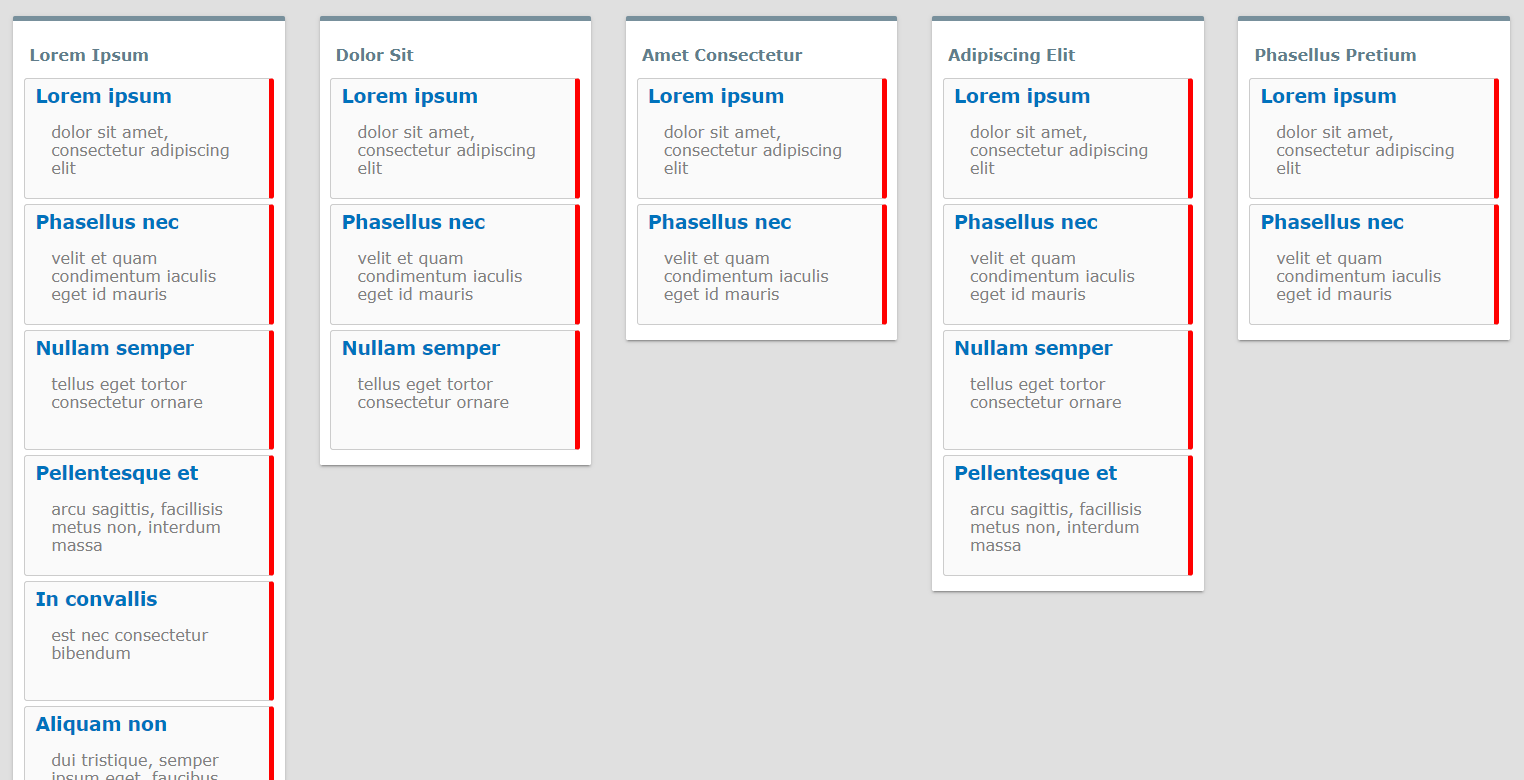 Lorem Ipsum
Lorem ipsum
dolor sit amet,
consectetur adipiscing
elit
Phasellus nec
velit et quam
condimentum iaculis
eget id mauris
Nullam semper
tellus eget tortor
consectetur ornare
Pellentesque et
arcu sagittis, facillisis
metus non, interdum
massa
In convallis
est nec consectetur
bibendum
Aliquam non
dui tristique, semper
ipsum eget, faucibus
Dolor Sit
Lorem ipsum
dolor sit amet,
consectetur adipiscing
elit
Phasellus nec
velit et quam
condimentum iaculis
eget id mauris
Nullam semper
tellus eget tortor
consectetur ornare
Amet Consectetur
Lorem ipsum
dolor sit amet,
consectetur adipiscing
elit
Phasellus nec
velit et quam
condimentum iaculis
eget id mauris
Adipiscing Elit
Lorem ipsum
dolor sit amet,
consectetur adipiscing
elit
Phasellus nec
velit et quam
condimentum iaculis
eget id mauris
Nullam semper
tellus eget tortor
consectetur ornare
Pellentesque et
arcu sagittis, facillisis
metus non, interdum
massa
Phasellus Pretium
Lorem ipsum
dolor sit amet,
consectetur adipiscing
elit
Phasellus nec
velit et quam
condimentum iaculis
eget id mauris